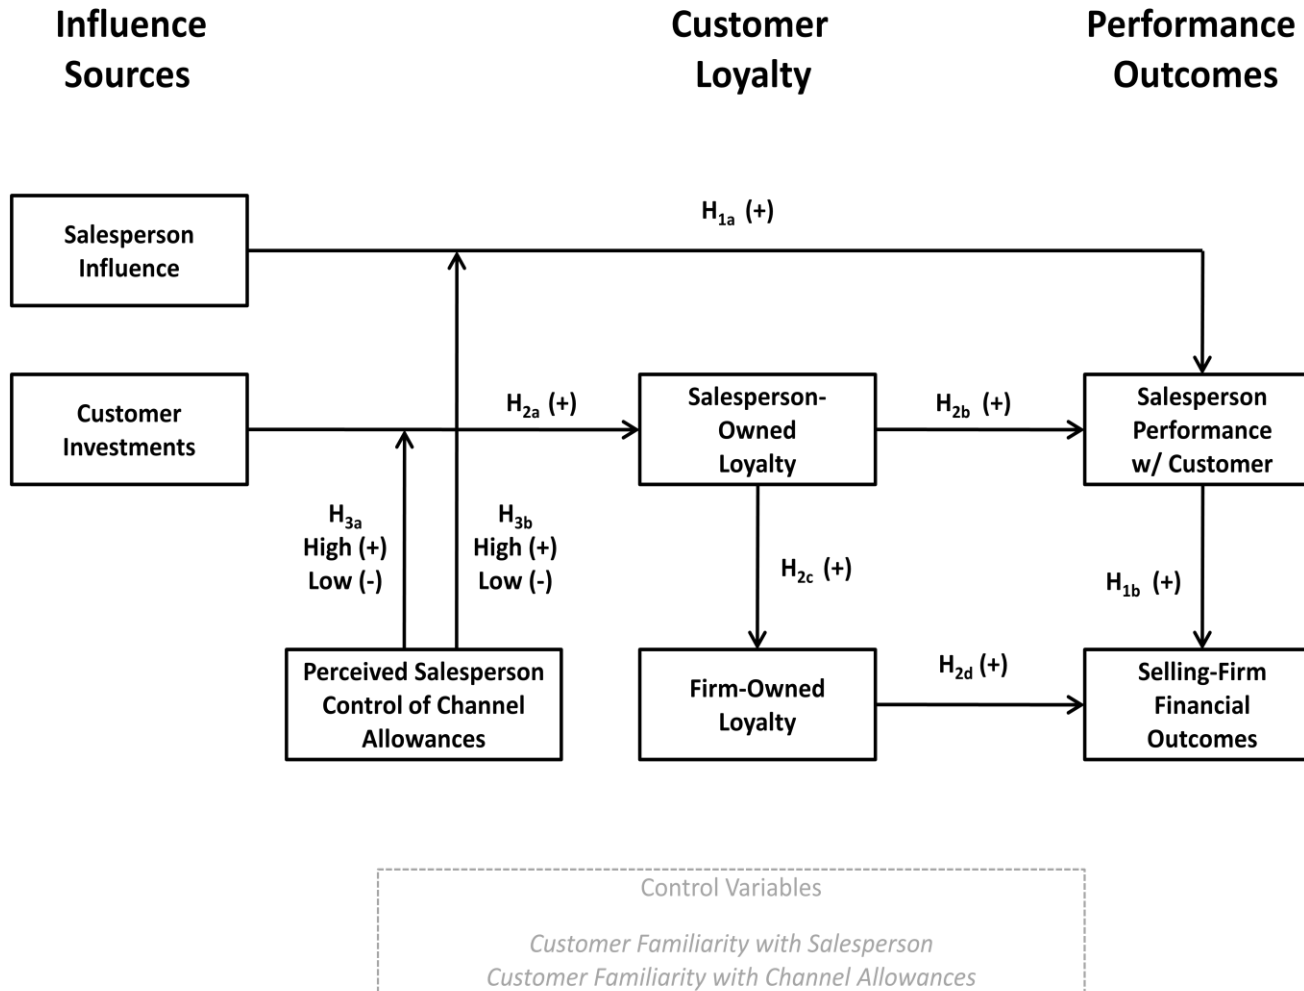 Influence
Sources
Customer
Loyalty
Performance
Outcomes
H1a (+)
Salesperson
Influence
Customer
Investments
H2a (+)
Salesperson-
Owned
Loyalty
H2b (+)
Salesperson
Performance
w/ Customer
H3a
High (+)
Low (-)
H3b
High (+)
Low (-)
H2c (+)
H1b (+)
Perceived Salesperson
Control of Channel
Allowances
Firm-Owned
Loyalty
H2d (+)
Selling-Firm
Financial
Outcomes
Control Variables
Customer Familiarity with Salesperson
Customer Familiarity with Channel Allowances